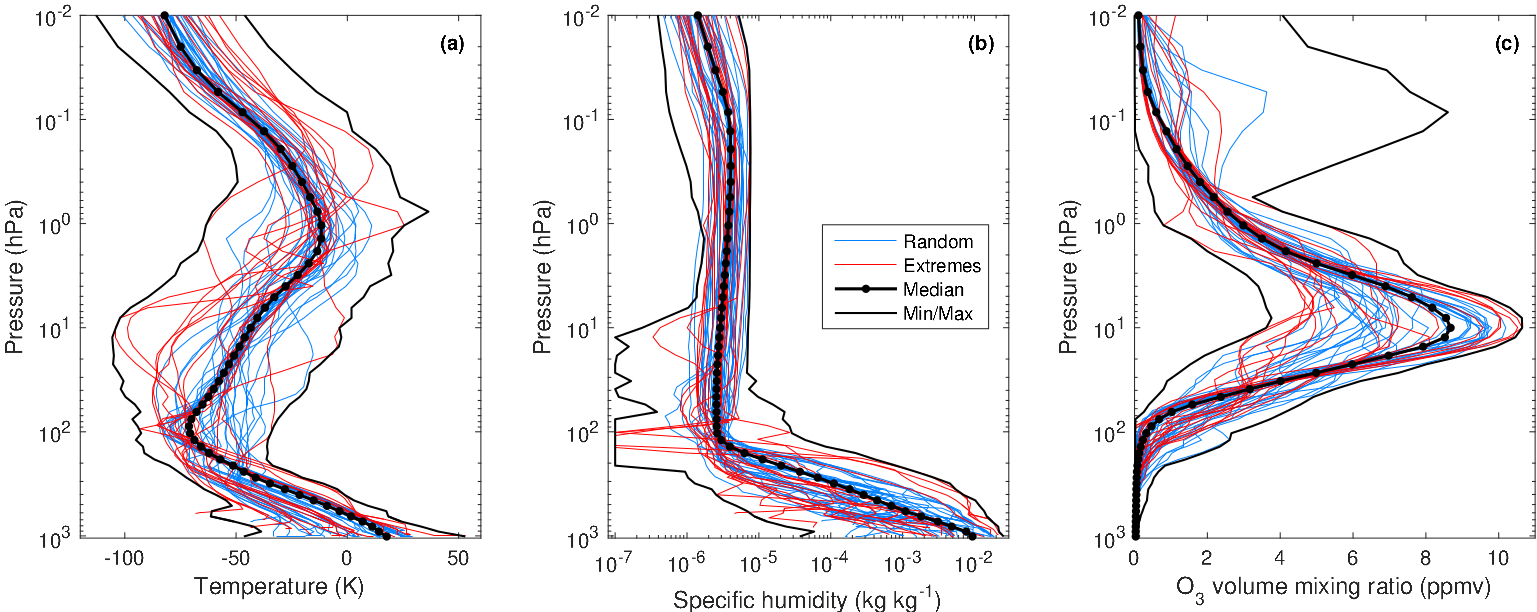 (a)
10^-2
10^-1
10^0
10^1
10^2
10^3
Pressure (hPa)
-100 -50 0 50
Temperature (K)
(b)
10^-2
10^-1
10^0
10^1
10^2
10^3
Pressure (hPa)
Random
Extremes
Median
Min/Max
10^-7 10^-6 10^-5 10^-4 10^-3 10^-2
Specific humidity (kg kg^-1)
(c)
10^-2
10^-1
10^0
10^1
10^2
10^3
Pressure (hPa)
0 2 4 6 8 10
O_3 volume mixing ratio (ppmv)